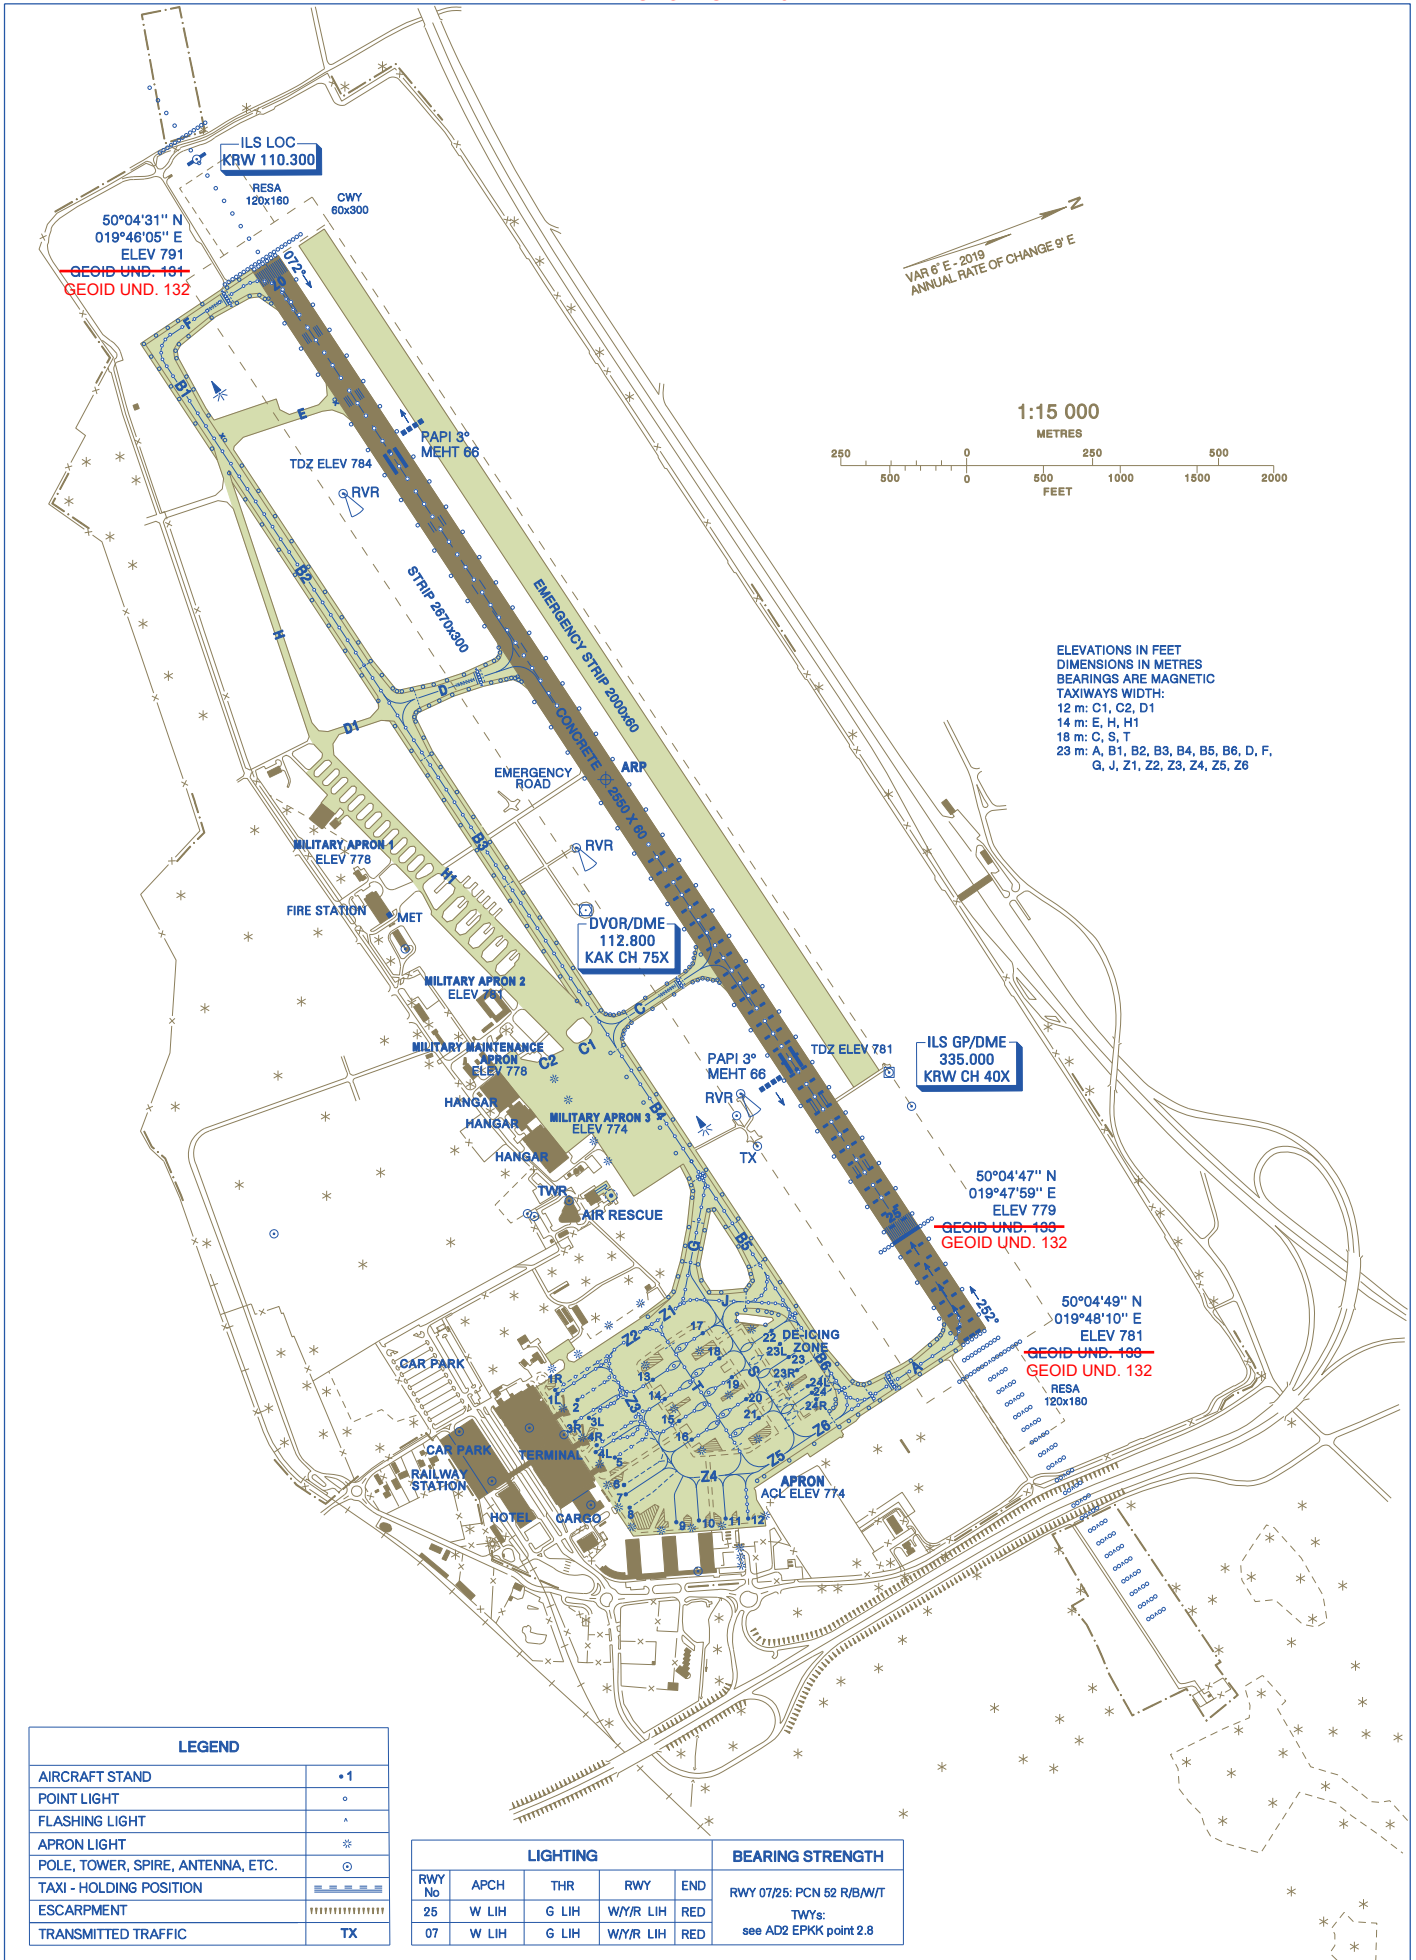 ILS LOC
KRW 110.300
RESA
120x160
CWY
60x300
50°04'31'' N
019°46'05'' E
ELEV 791
GEOID UND. 131
GEOID UND. 132
072°
Z0
F
B1
E
N
VAR 6° E - 2019
ANNUAL RATE OF CHANGE 9' E
1:15 000
METRES
250 0 250 500
500 0 500 1000 1500 2000
FEET
PAPI 3°
MEHT 66
TDZ ELEV 784
RVR
B2
STRIP 2670x300
EMERGENCY STRIP 2000x60
H
D
D1
CONCRETE 2550 X 60
ARP
EMERGENCY
ROAD
ELEVATIONS IN FEET
DIMENSIONS IN METRES
BEARINGS ARE MAGNETIC
TAXIWAYS WIDTH:
12 m: C1, C2, D1
14 m: E, H, H1
18 m: C, S, T
23 m: A, B1, B2, B3, B4, B5, B6, D, F,
G, J, Z1, Z2, Z3, Z4, Z5, Z6
MILITARY APRON 1
ELEV 778
B3
RVR
H1
FIRE STATION
MET
DVOR/DME
112.800
KAK CH 75X
MILITARY APRON 2
ELEV 781
C
C1
C2
MILITARY MAINTENANCE
APRON
ELEV 778
HANGAR
HANGAR
HANGAR
MILITARY APRON 3
ELEV 774
B4
PAPI 3°
MEHT 66
RVR
TX
TDZ ELEV 781
ILS GP/DME
335.000
KRW CH 40X
TWR
AIR RESCUE
50°04'47'' N
019°47'59'' E
ELEV 779
GEOID UND. 133
GEOID UND. 132
25
252°
50°04'49'' N
019°48'10'' E
ELEV 781
GEOID UND. 133
GEOID UND. 132
RESA
120x180
G
B5
J
Z1
Z2
17
22
DE-ICING
ZONE
23L
23
B6
A
CAR PARK
18
S
23R
1R
13
T
19
24L
1L
2
Z3
14
20
24
24R
3L
3R
15
21
Z6
4R
16
CAR PARK
TERMINAL
4L
5
Z5
RAILWAY
STATION
Z4
APRON
ACL ELEV 774
6
7
8
HOTEL
CARGO
9
10
11
12
LEGEND
AIRCRAFT STAND •1
POINT LIGHT
FLASHING LIGHT
APRON LIGHT
POLE, TOWER, SPIRE, ANTENNA, ETC.
TAXI - HOLDING POSITION
ESCARPMENT
TRANSMITTED TRAFFIC TX
LIGHTING BEARING STRENGTH
RWY No APCH THR RWY END
25 W LIH G LIH W/Y/R LIH RED
07 W LIH G LIH W/Y/R LIH RED
RWY 07/25: PCN 52 R/B/W/T
TWYs:
see AD2 EPKK point 2.8